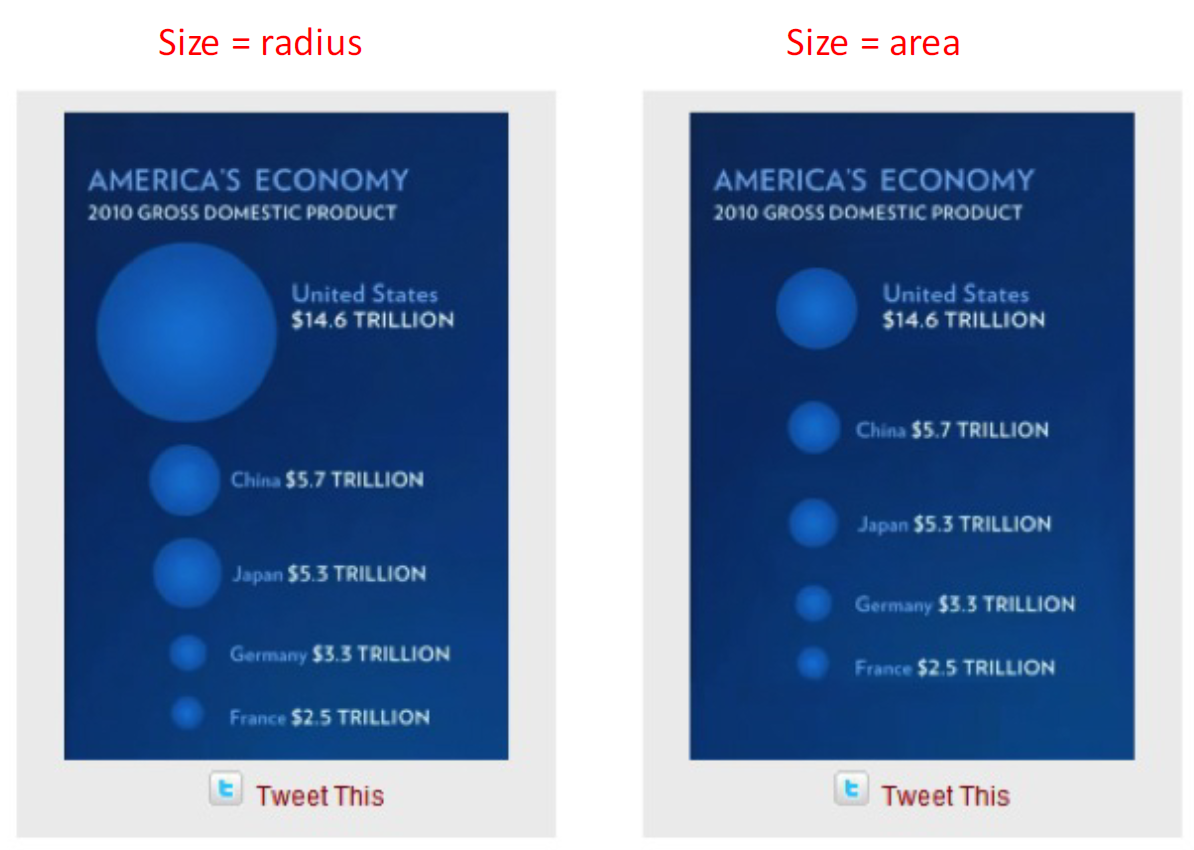 Size = radius
AMERICA'S ECONOMY
2010 GROSS DOMESTIC PRODUCT
United States
$14.6 TRILLION
China $5.7 TRILLION
Japan $5.3 TRILLION
Germany $3.3 TRILLION
France $2.5 TRILLION
Tweet This
Size = area
AMERICA'S ECONOMY
2010 GROSS DOMESTIC PRODUCT
United States
$14.6 TRILLION
China $5.7 TRILLION
Japan $5.3 TRILLION
Germany $3.3 TRILLION
France $2.5 TRILLION
Tweet This